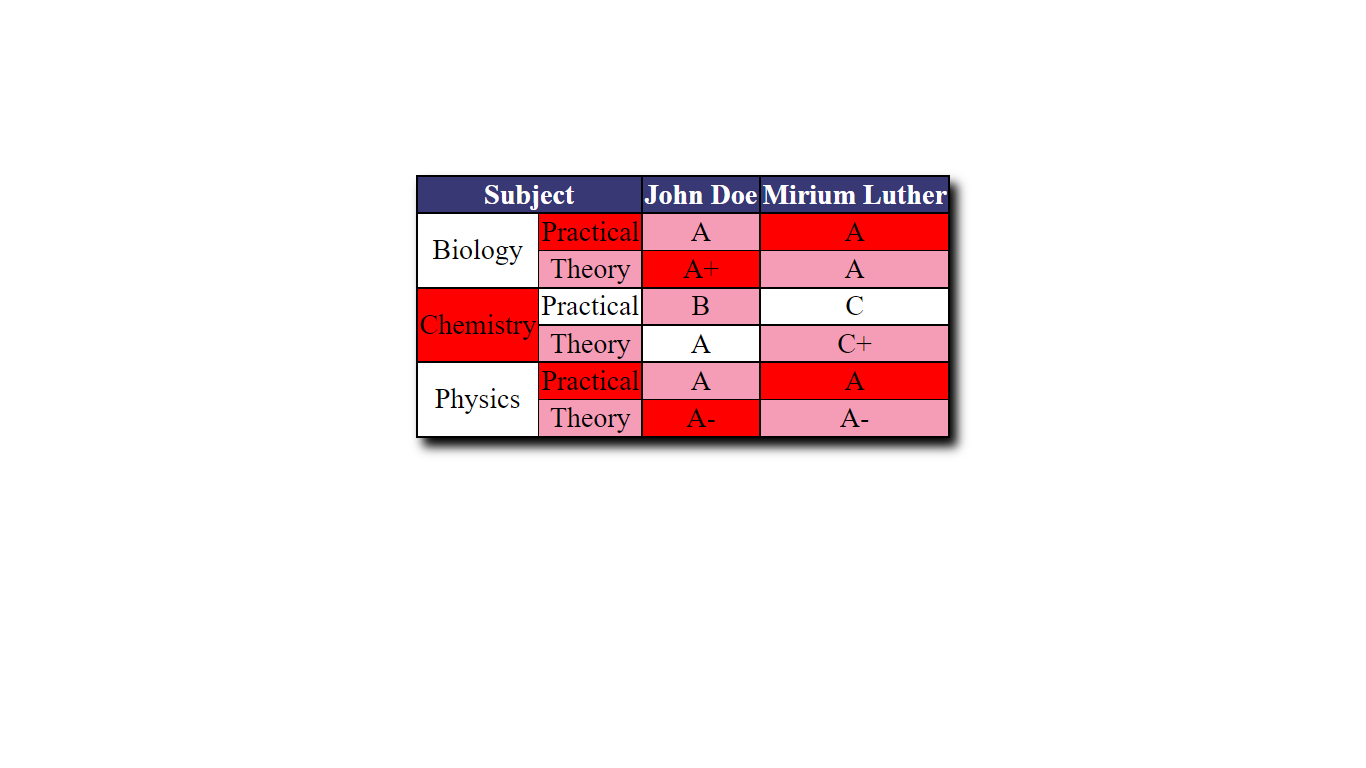 Subject John Doe Mirium Luther
Biology Practical A A
Theory A+ A
Chemistry Practical B C
Theory A C+
Physics Practical A A
Theory A- A-